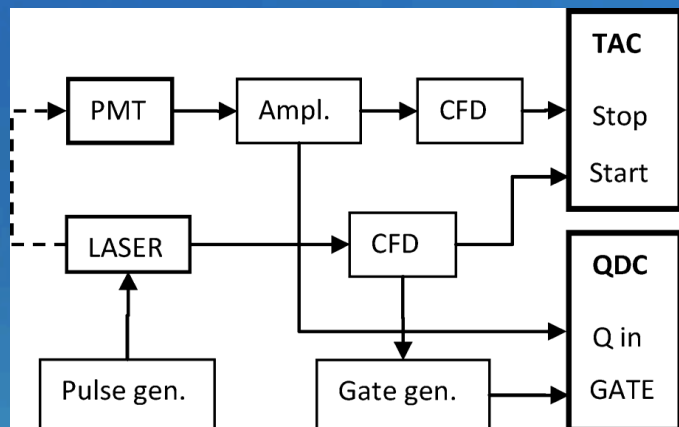 TAC
PMT
Ampl.
CFD
Stop
Start
LASER
CFD
QDC
Q in
Pulse gen.
Gate gen.
GATE